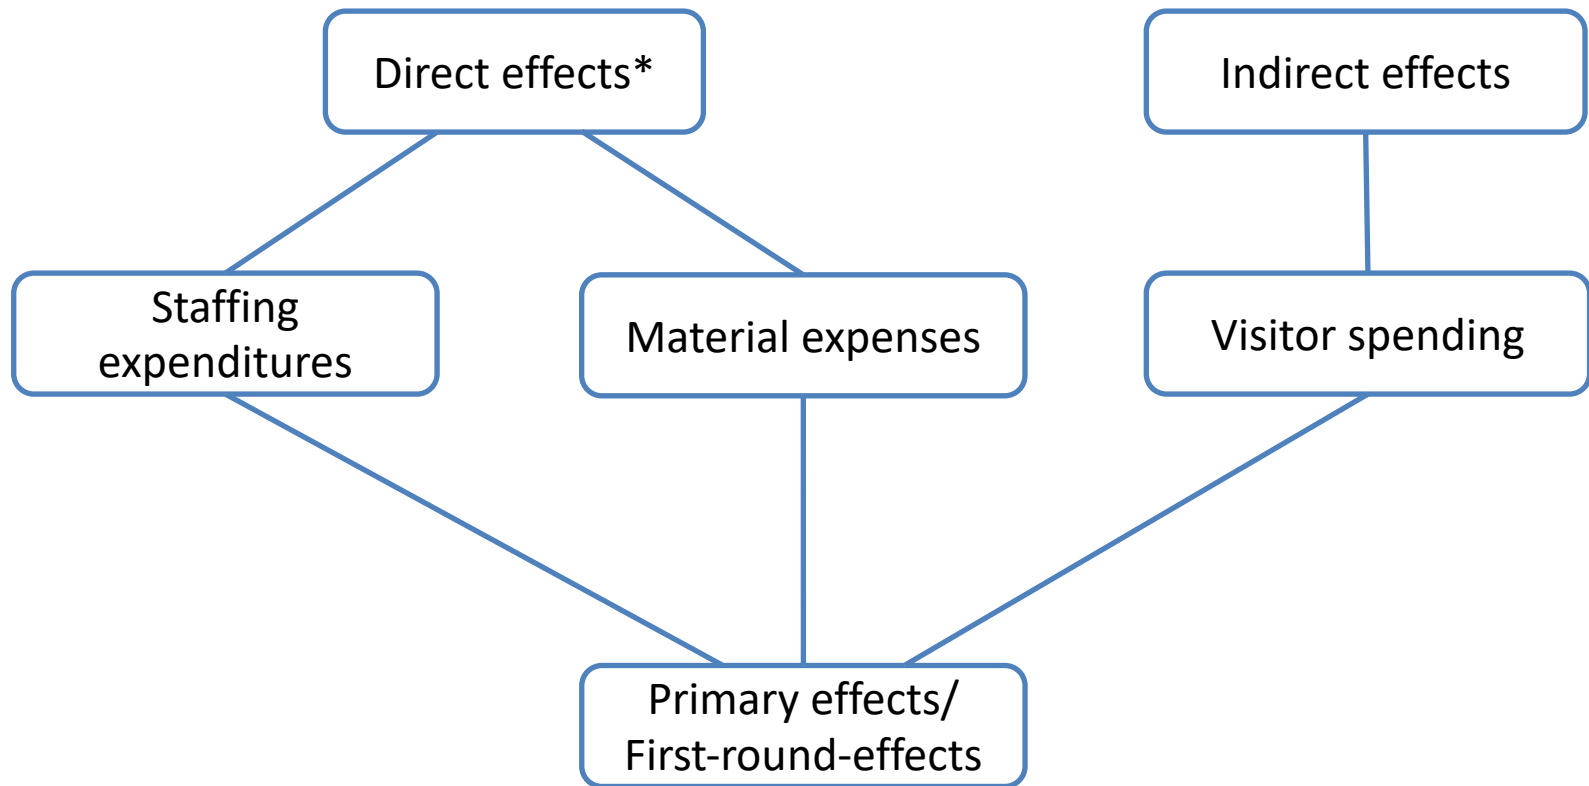 Direct effects*
Indirect effects
Staffing
expenditures
Material expenses
Visitor spending
Primary effects/
First-round-effects